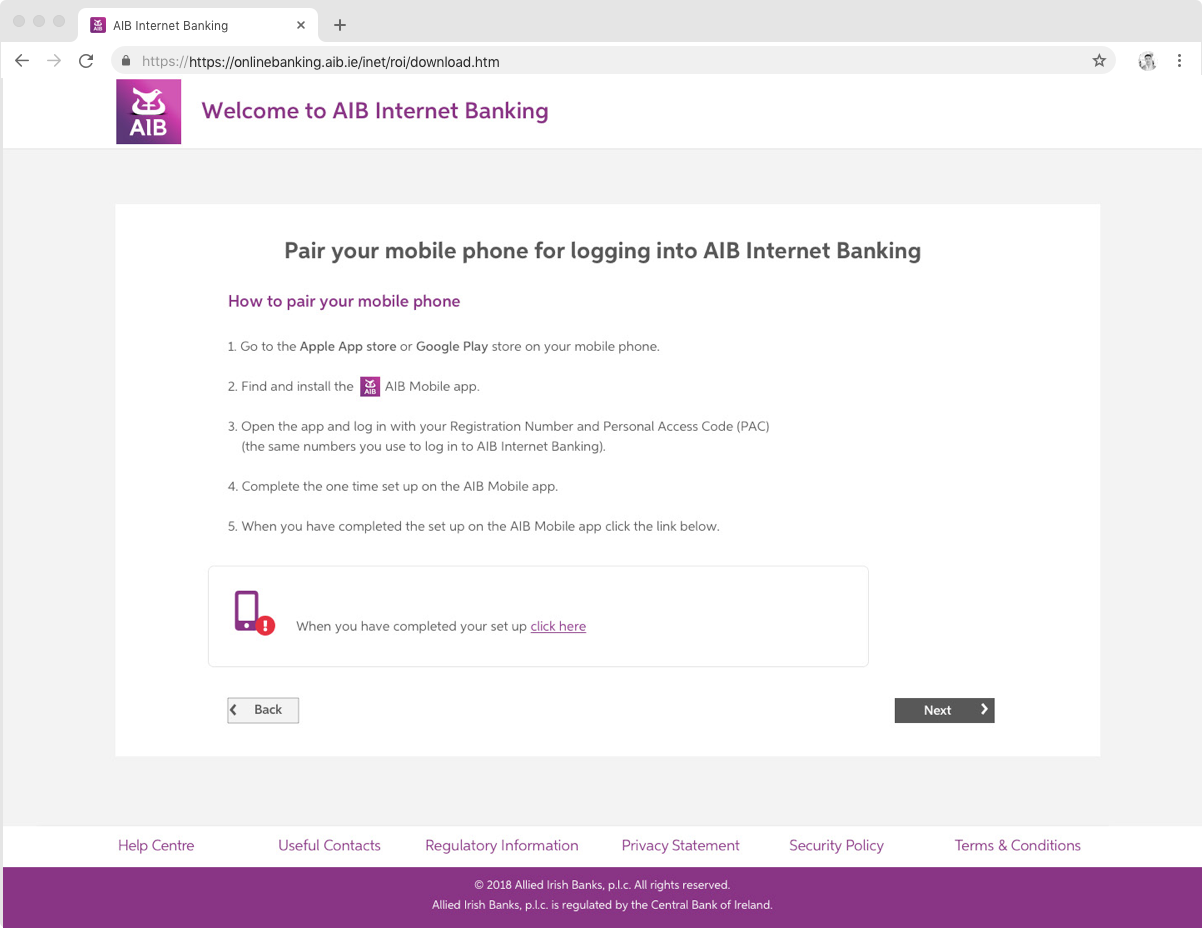 AIB Internet Banking
https://https://onlinebanking.aib.ie/inet/roi/download.htm
AIB
Welcome to AIB Internet Banking
Pair your mobile phone for logging into AIB Internet Banking
How to pair your mobile phone
1. Go to the Apple App store or Google Play store on your mobile phone.
2. Find and install the AIB AIB Mobile app.
3. Open the app and log in with your Registration Number and Personal Access Code (PAC)
(the same numbers you use to log in to AIB Internet Banking).
4. Complete the one time set up on the AIB Mobile app.
5. When you have completed the set up on the AIB Mobile app click the link below.
When you have completed your set up click here
Back
Next
Help Centre Useful Contacts Regulatory Information Privacy Statement Security Policy Terms & Conditions
© 2018 Allied Irish Banks, p.l.c. All rights reserved.
Allied Irish Banks, p.l.c. is regulated by the Central Bank of Ireland.